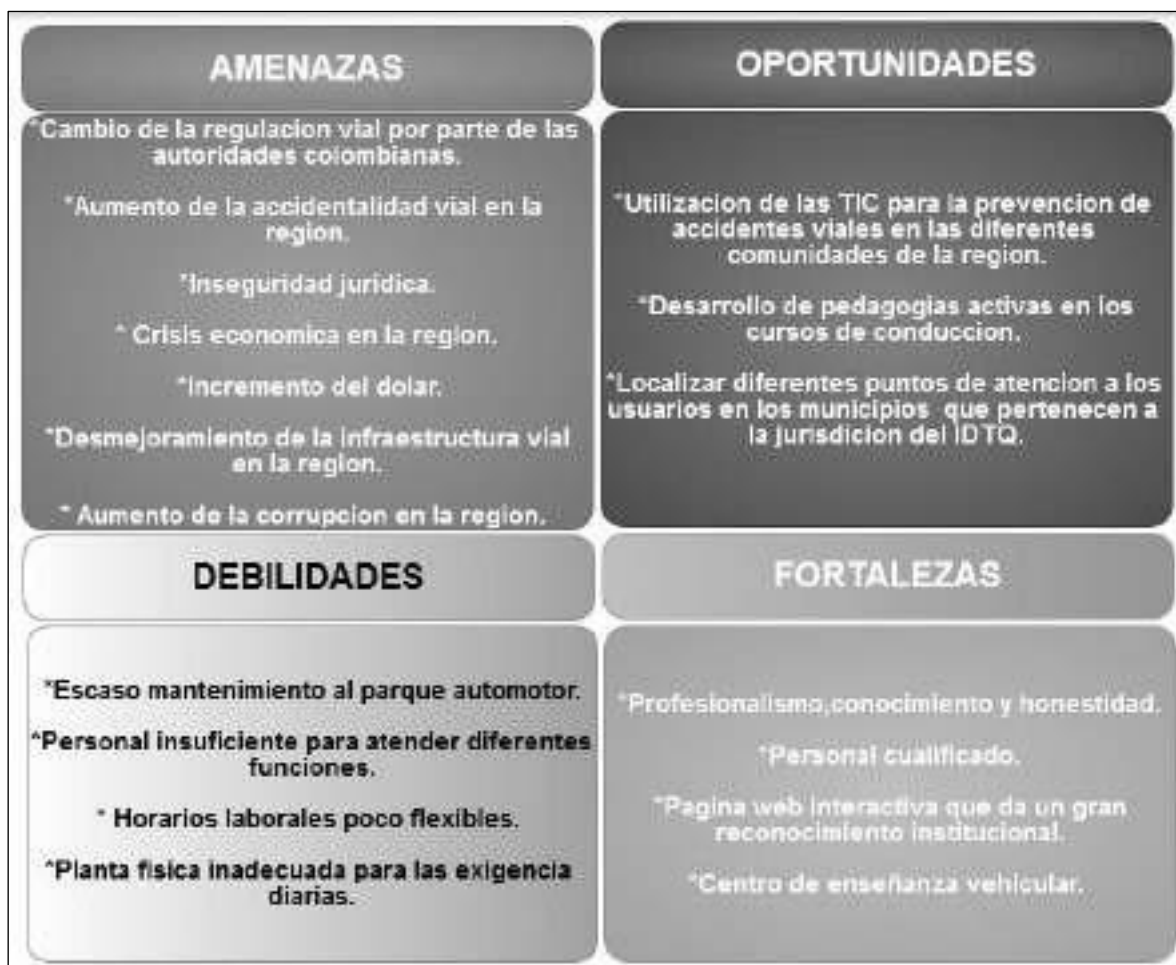 AMENAZAS
*Cambio de la regulacion vial por parte de las
autoridades colombianas.
*Aumento de la accidentalidad vial en la
region.
*Inseguridad juridica.
* Crisis economica en la region.
*Incremento del dolar.
*Desmejoramiento de la infraestructura vial
en la region.
* Aumento de la corrupcion en la region.
OPORTUNIDADES
*Utilizacion de las TIC para la prevencion de
accidentes viales en las diferentes
comunidades de la region.
*Desarrollo de pedagogias activas en los
cursos de conduccion.
*Localizar diferentes puntos de atencion a los
usuarios en los municipios que pertenecen a
la jurisdicion del IDTQ.
DEBILIDADES
*Escaso mantenimiento al parque automotor.
*Personal insuficiente para atender diferentes
funciones.
* Horarios laborales poco flexibles.
*Planta fisica inadecuada para las exigencia
diarias.
FORTALEZAS
*Profesionalismo,conocimiento y honestidad.
*Personal cualificado.
*Pagina web interactiva que da un gran
reconocimiento institucional.
*Centro de enseñanza vehicular.